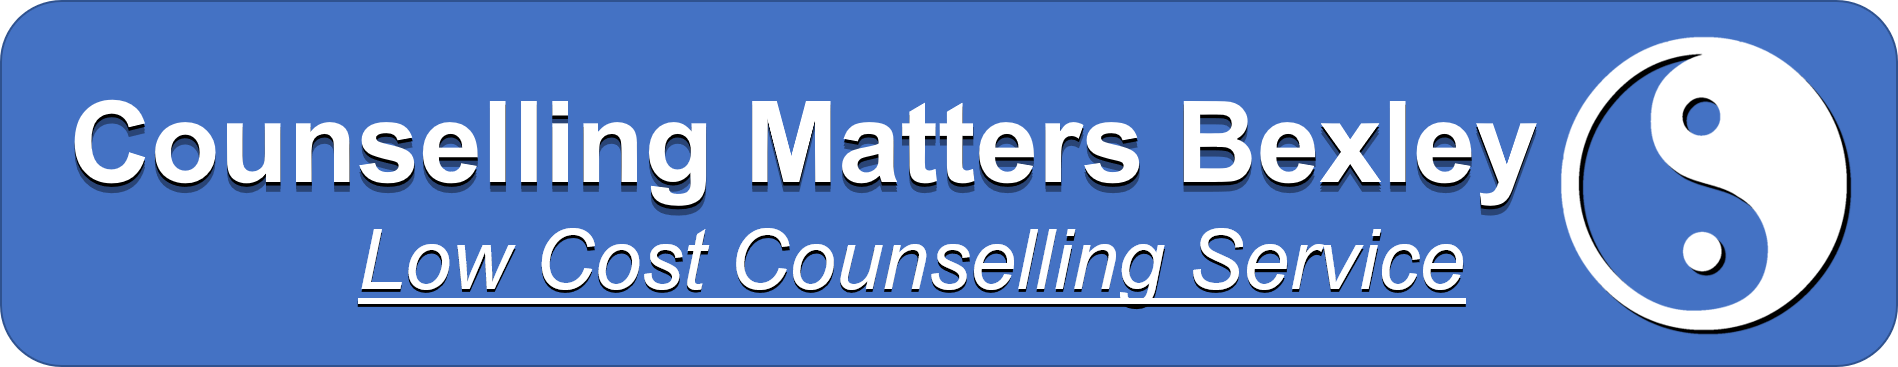 Counselling Matters Bexley
Low Cost Counselling Service